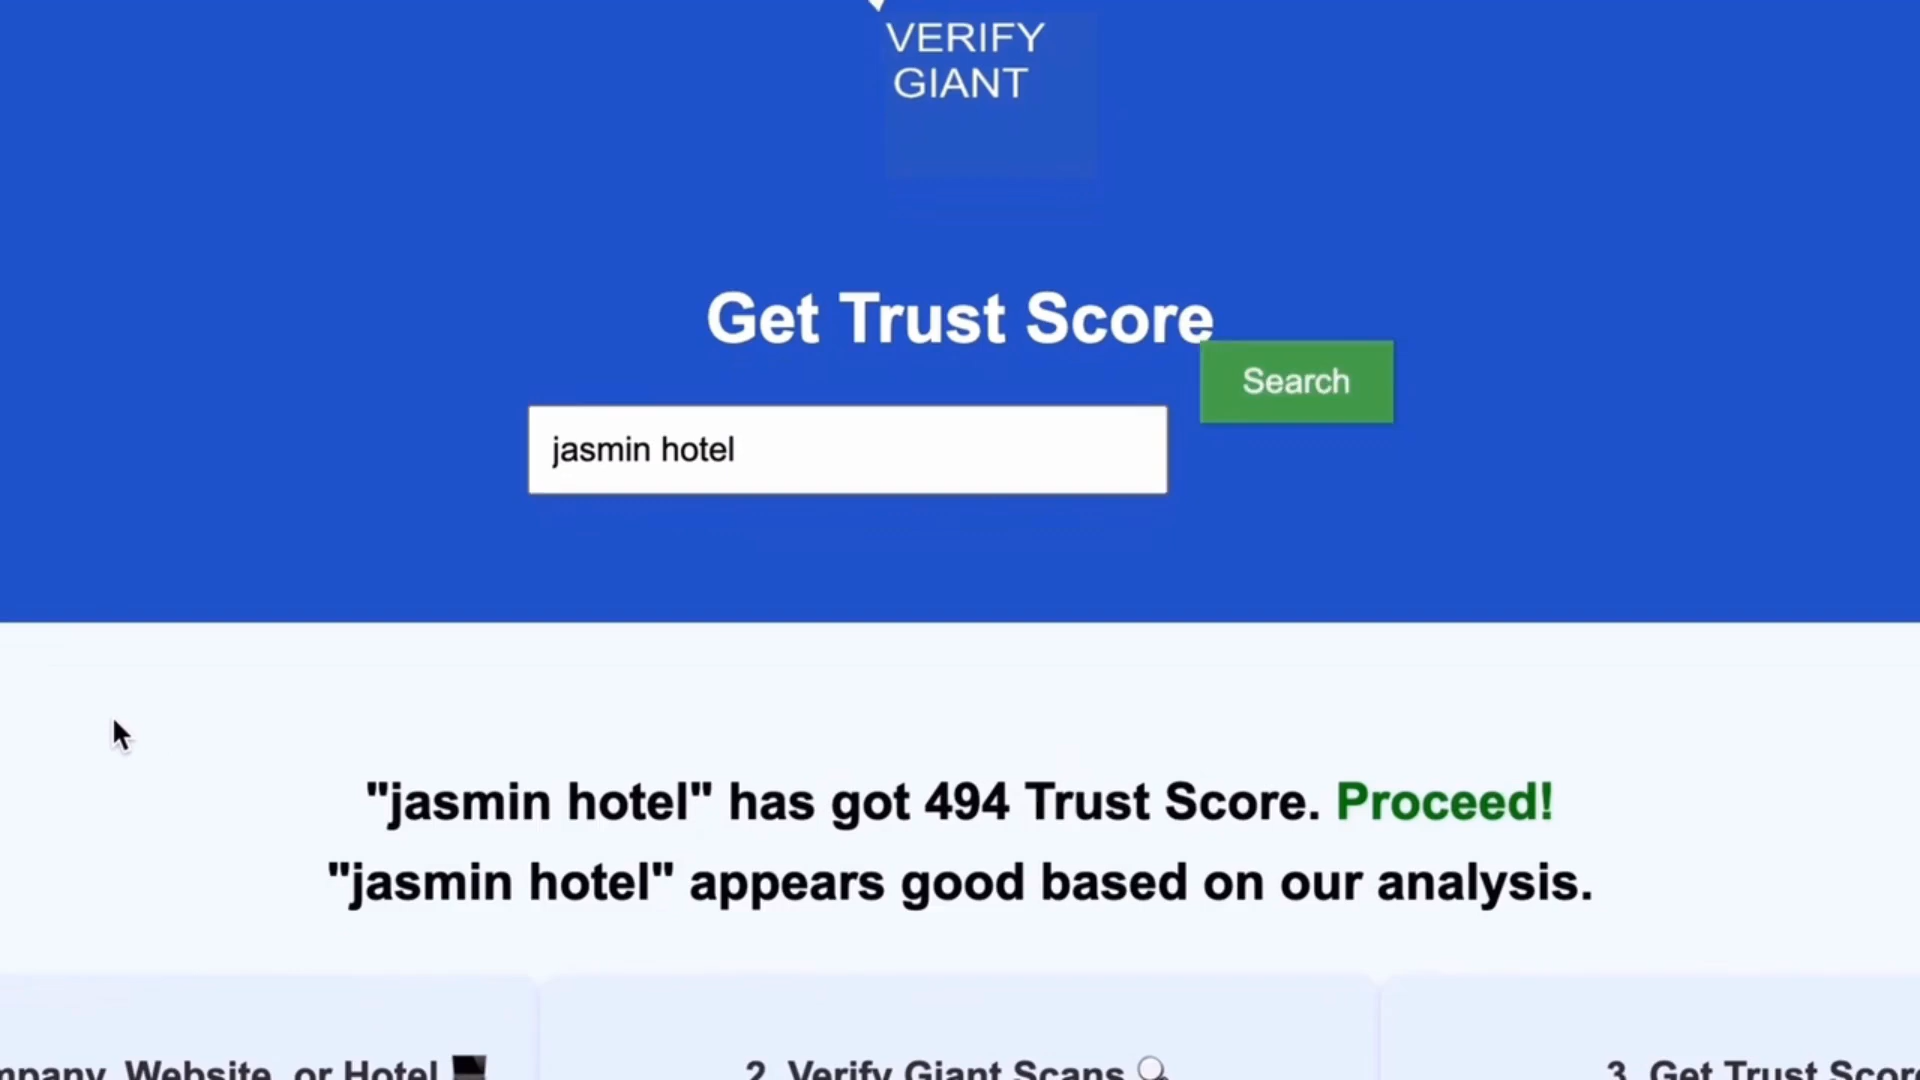 VERIFY
GIANT
Get Trust Score
Search
jasmin hotel
"jasmin hotel" has got 494 Trust Score. Proceed!
"jasmin hotel" appears good based on our analysis.
Website, or Hotel
2. Verify Giant Scans
3. Get Trust Score